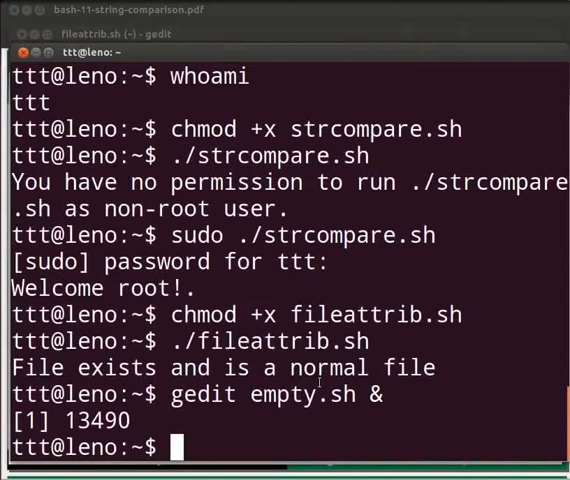 bash-11-string-comparison.pdf
fileattrib.sh (~) - gedit
ttt@leno: ~
ttt@leno:~$ whoami
ttt
ttt@leno:~$ chmod +x strcompare.sh
ttt@leno:~$ ./strcompare.sh
You have no permission to run ./strcompare
.sh as non-root user.
ttt@leno:~$ sudo ./strcompare.sh
[sudo] password for ttt:
Welcome root!.
ttt@leno:~$ chmod +x fileattrib.sh
ttt@leno:~$ ./fileattrib.sh
File exists and is a normal file
ttt@leno:~$ gedit empty.sh &
[1] 13490
ttt@leno:~$